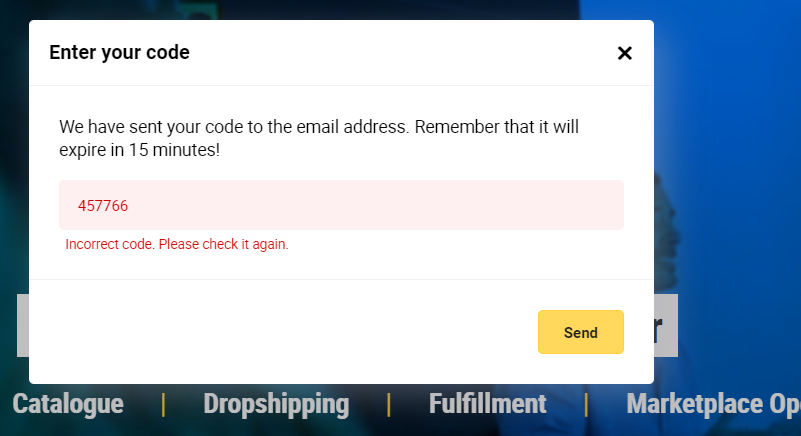 Enter your code
We have sent your code to the email address. Remember that it will
expire in 15 minutes!
457766
Incorrect code. Please check it again.
Send
Catalogue | Dropshipping | Fulfillment | Marketplace